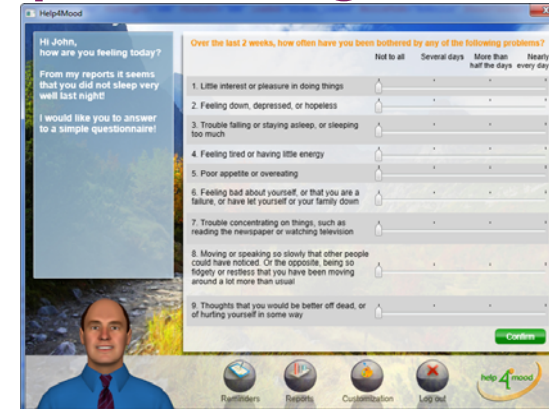 Help4Mood
Hi John,
how are you feeling today?
From my reports it seems
that you did not sleep very
well last night!
I would like you to answer
to a simple questionnaire!
Over the last 2 weeks, how often have you been bothered by any of the following problems?
Not to all Several days More than half the days Nearly every day
1. Little interest or pleasure in doing things
2. Feeling down, depressed, or hopeless
3. Trouble falling or staying asleep, or sleeping
too much
4. Feeling tired or having little energy
5. Poor appetite or overeating
6. Feeling bad about yourself, or that you are a
failure, or have let yourself or your family down
7. Trouble concentrating on things, such as
reading the newspaper or watching television
8. Moving or speaking so slowly that other people
could have noticed. Or the opposite, being so
fidgety or restless that you have been moving
around a lot more than usual
9. Thoughts that you would be better off dead, or
of hurting yourself in some way
Confirm
Reminders Reports Customization Log out
help 4 mood